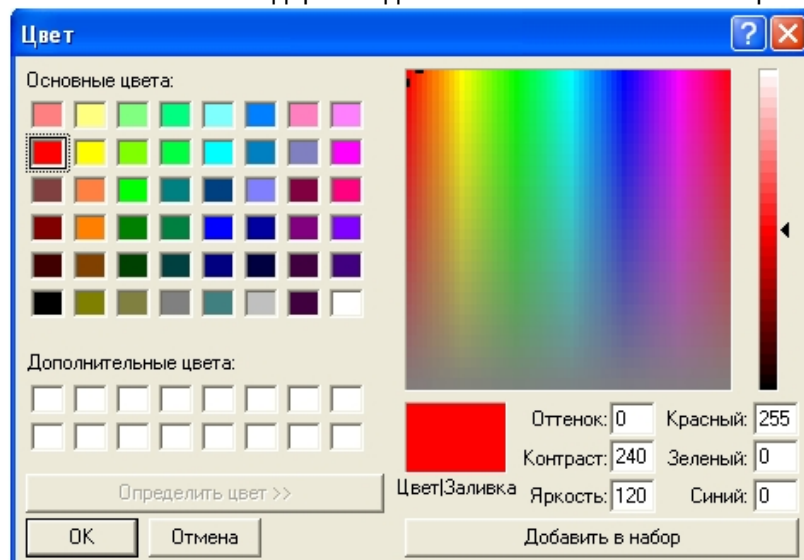 Цвет
Основные цвета:
Дополнительные цвета:
Определить цвет >>
OK
Отмена
Цвет|Заливка
Оттенок: 0
Контраст: 240
Яркость: 120
Красный: 255
Зеленый: 0
Синий: 0
Добавить в набор